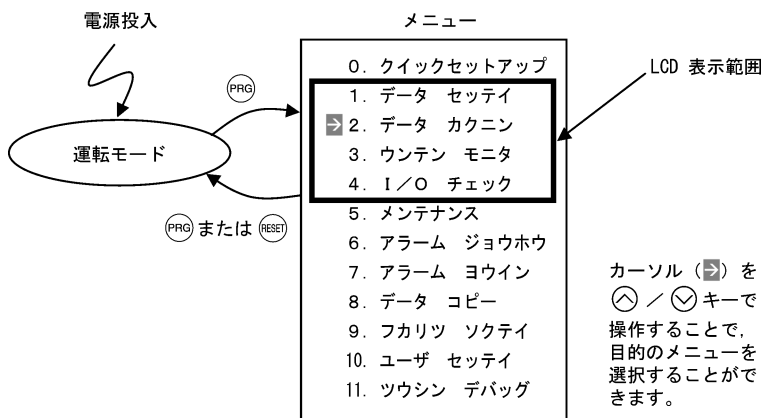 電源投入
メニュー
0. クイックセットアップ
LCD 表示範囲
1. データ セッテイ
PRG
→ 2. データ カクニン
運転モード
3. ウンテン モニタ
4. I/O チェック
PRG または RESET
5. メンテナンス
6. アラーム ジョウホウ
7. アラーム ヨウイン
8. データ コピー
9. フカリツ ソクテイ
10. ユーザ セッテイ
11. ツウシン デバッグ
カーソル(→)を
∧/∨キーで
操作することで,
目的のメニューを
選択することがで
きます。